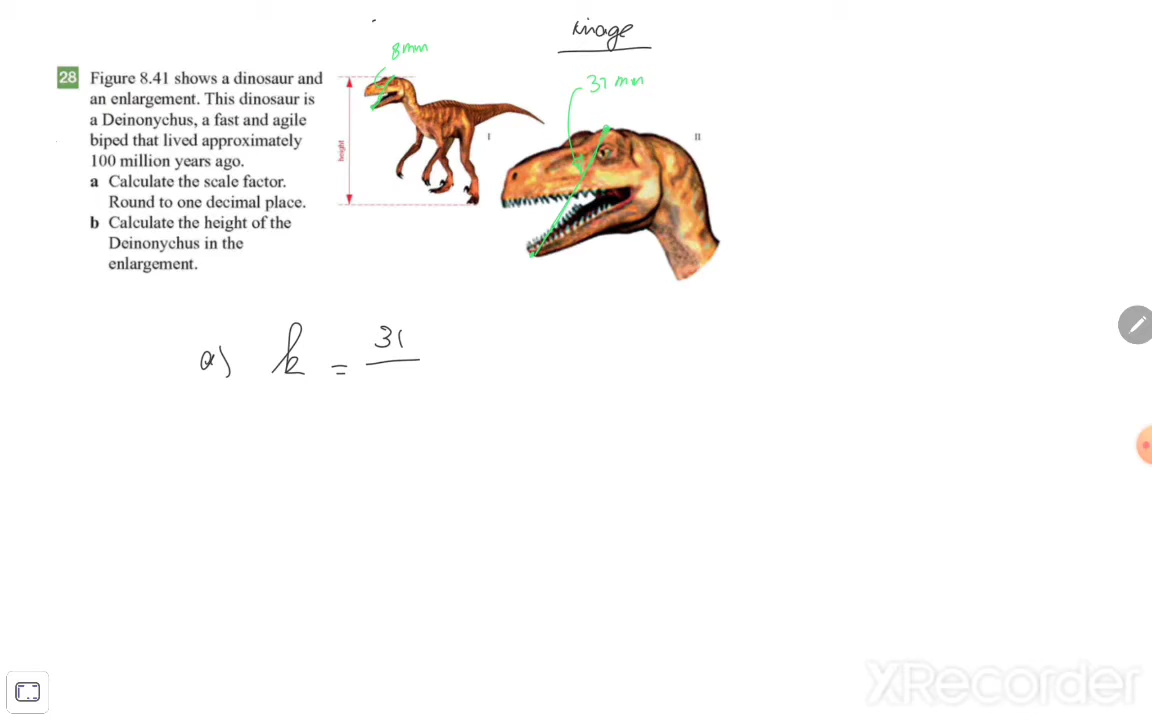 image
8 mm
31 mm
28 Figure 8.41 shows a dinosaur and
an enlargement. This dinosaur is
a Deinonychus, a fast and agile
biped that lived approximately
100 million years ago.
a Calculate the scale factor.
Round to one decimal place.
b Calculate the height of the
Deinonychus in the
enlargement.
height
I
II
a) k = 31
XRecorder